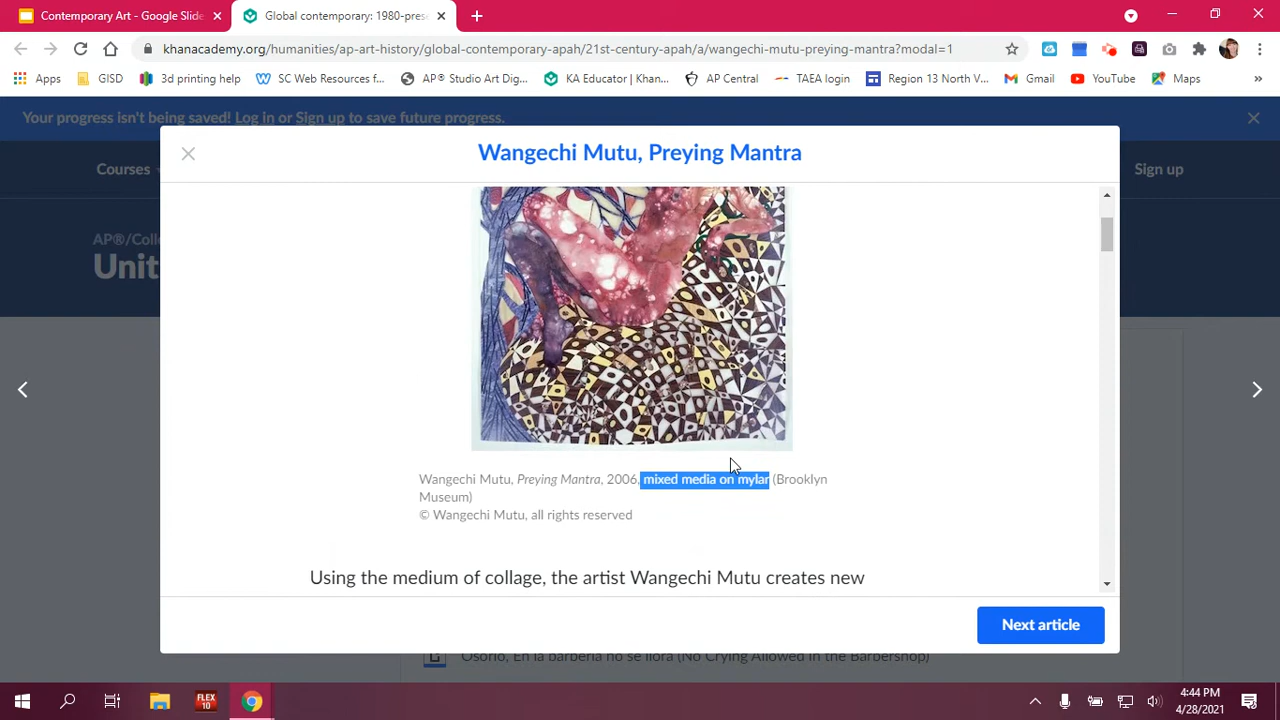 Contemporary Art - Google Slide
Global contemporary: 1980-prese
khanacademy.org/humanities/ap-art-history/global-contemporary-apah/21st-century-apah/a/wangechi-mutu-preying-mantra?modal=1
Apps GISD 3d printing help SC Web Resources f... AP® Studio Art Dig... KA Educator | Khan... AP Central TAEA login Region 13 North V... Gmail YouTube Maps »
Your progress isn't being saved! Log in or Sign up to save future progress.
Wangechi Mutu, Preying Mantra
Courses
Sign up
AP®/Colle
Unit
Wangechi Mutu, Preying Mantra, 2006, mixed media on mylar (Brooklyn
Museum)
© Wangechi Mutu, all rights reserved
Using the medium of collage, the artist Wangechi Mutu creates new
Next article
Osorio, En la barberia no se llora (No Crying Allowed in the Barbershop)
FLEX
10
4:44 PM
4/28/2021